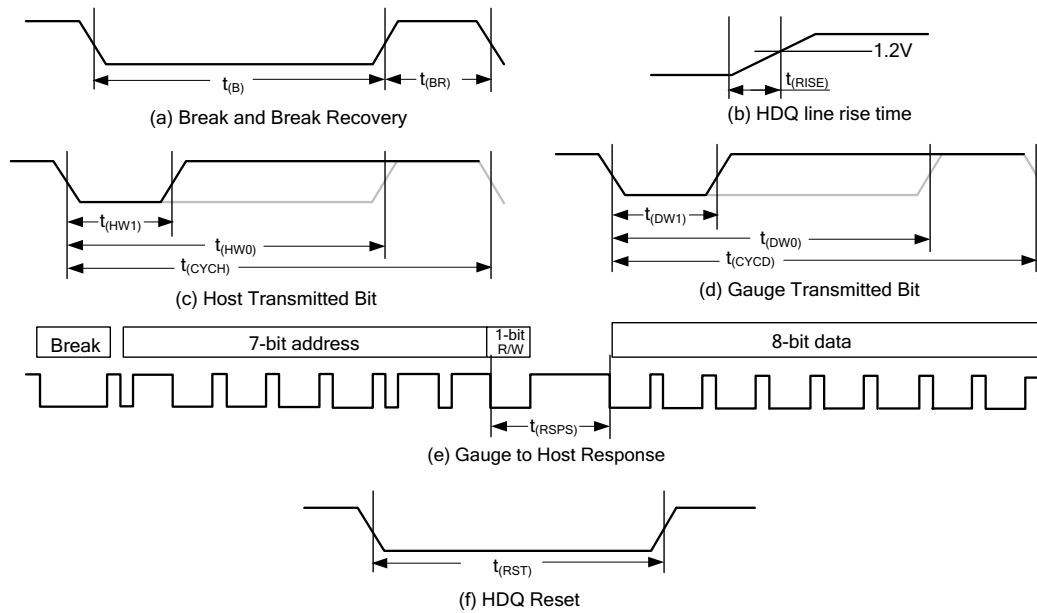 1.2V
t(B)
t(BR)
t(RISE)
(a) Break and Break Recovery
(b) HDQ line rise time
t(HW1)
t(HW0)
t(CYCH)
(c) Host Transmitted Bit
t(DW1)
t(DW0)
t(CYCD)
(d) Gauge Transmitted Bit
Break
7-bit address
1-bit
R/W
8-bit data
t(RSPS)
(e) Gauge to Host Response
t(RST)
(f) HDQ Reset